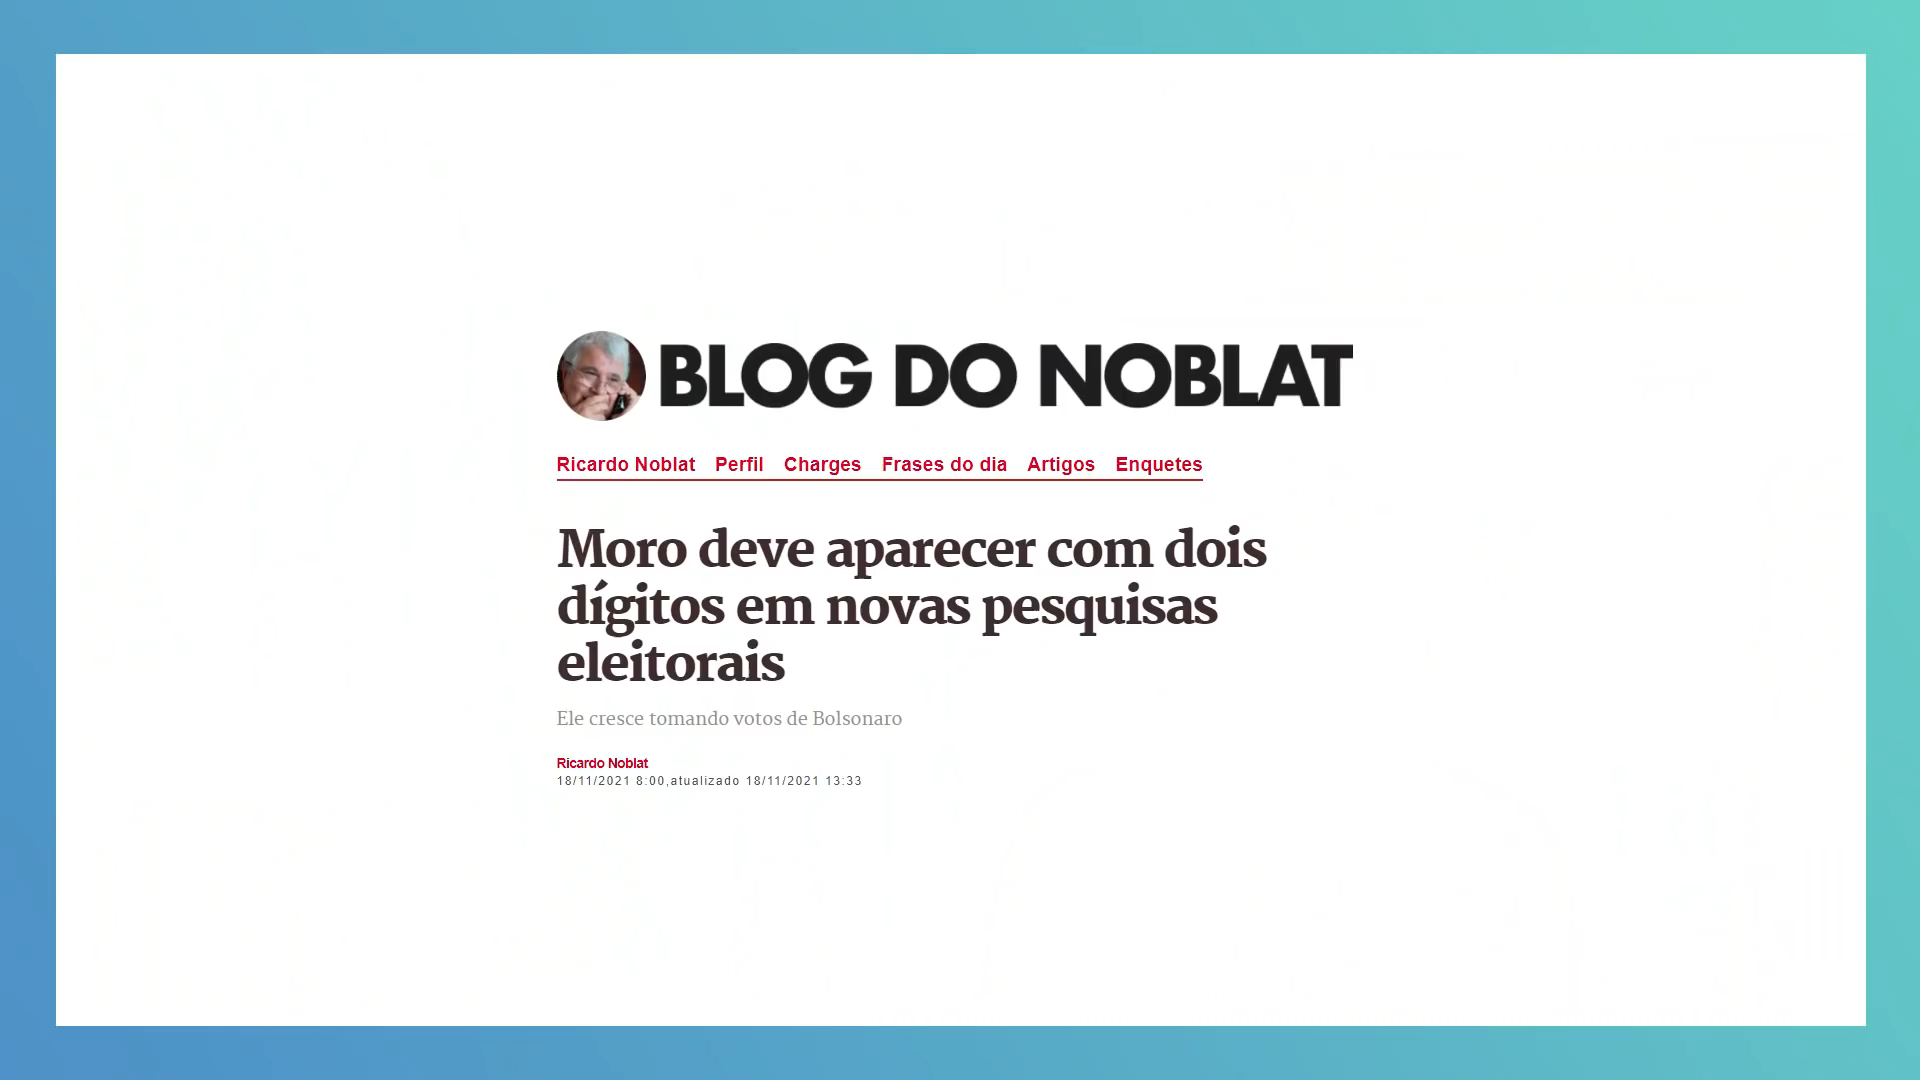 BLOG DO NOBLAT
Ricardo Noblat Perfil Charges Frases do dia Artigos Enquetes
Moro deve aparecer com dois
dígitos em novas pesquisas
eleitorais
Ele cresce tomando votos de Bolsonaro
Ricardo Noblat
18/11/2021 8:00,atualizado 18/11/2021 13:33